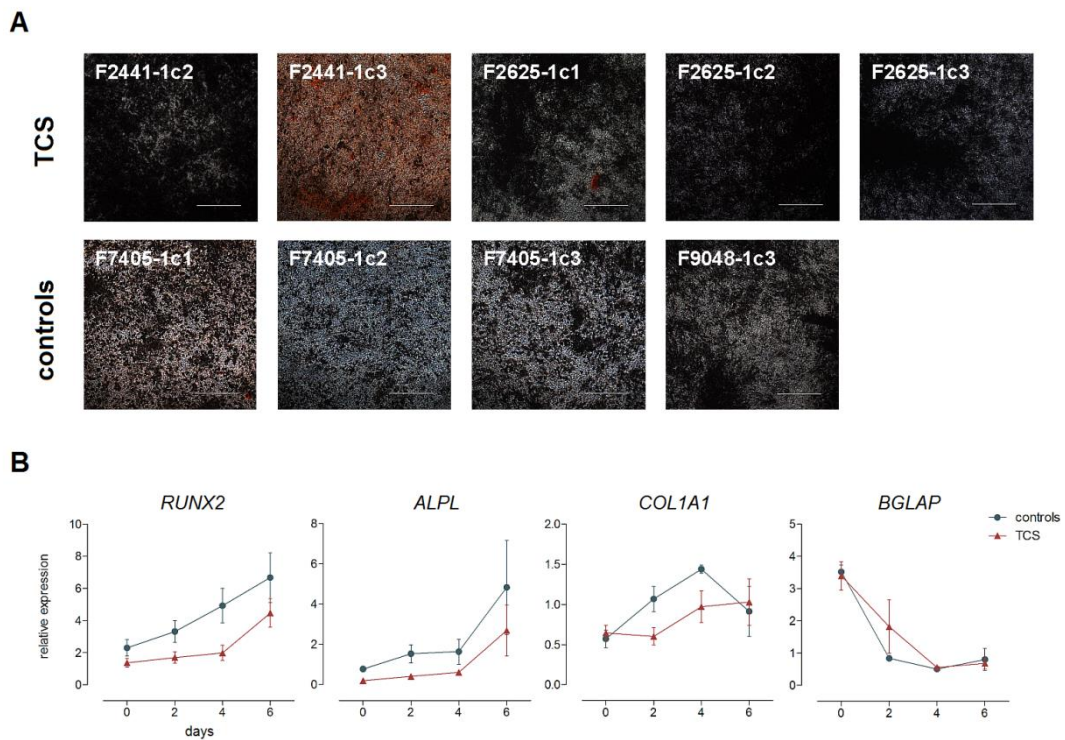 A
TCS
F2441-1c2 F2441-1c3 F2625-1c1 F2625-1c2 F2625-1c3
controls
F7405-1c1 F7405-1c2 F7405-1c3 F9048-1c3
B
RUNX2 ALPL COL1A1 BGLAP
controls
TCS
relative expression
10 8 6 4 2 0
8 6 4 2 0
2.0 1.5 1.0 0.5 0.0
5 4 3 2 1 0
0 2 4 6 0 2 4 6 0 2 4 6 0 2 4 6
days